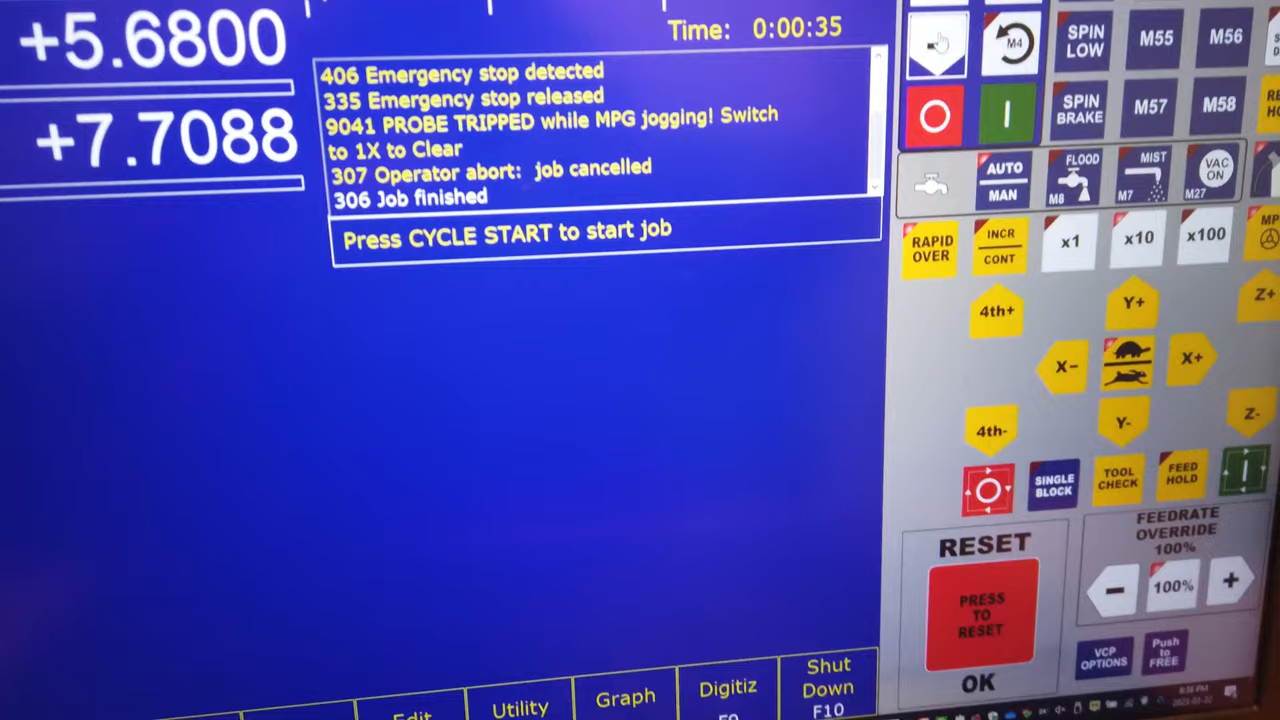 +5.6800
+7.7088
Time: 0:00:35
406 Emergency stop detected
335 Emergency stop released
9041 PROBE TRIPPED while MPG jogging! Switch
to 1X to Clear
307 Operator abort: job cancelled
306 Job finished
Press CYCLE START to start job
Edit
Utility
Graph
Digitiz
F9
Shut
Down
F10
M4
SPIN
LOW
M55
M56
SPIN
BRAKE
M57
M58
AUTO
MAN
FLOOD
M8
MIST
M7
VAC
ON
M27
RAPID
OVER
INCR
CONT
x1
x10
x100
MP
4th+
Y+
Z+
X-
X+
4th-
Y-
Z-
SINGLE
BLOCK
TOOL
CHECK
FEED
HOLD
RESET
PRESS
TO
RESET
OK
FEEDRATE
OVERRIDE
100%
-
100%
+
VCP
OPTIONS
Push
to
FREE